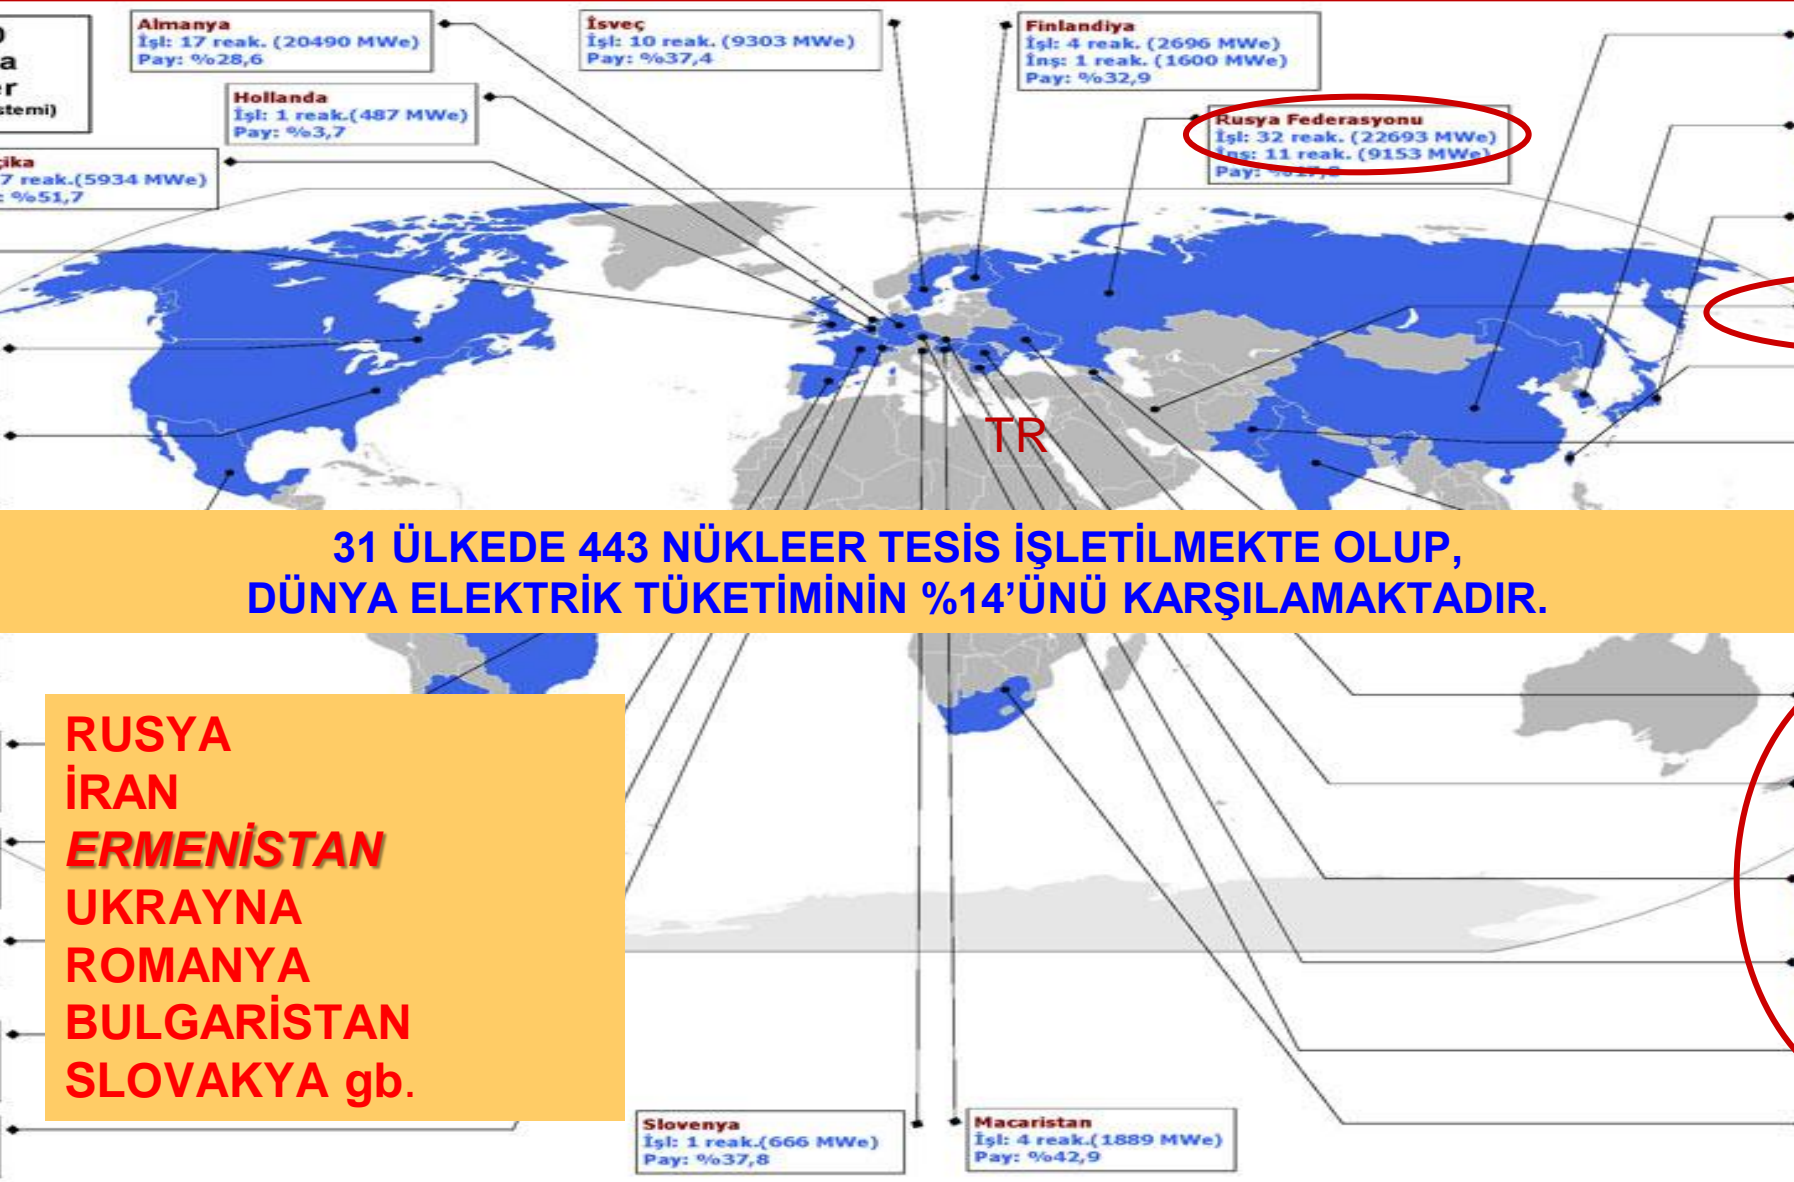 Almanya
İşl: 17 reak. (20490 MWe)
Pay: %28,6
İsveç
İşl: 10 reak. (9303 MWe)
Pay: %37,4
Finlandiya
İşl: 4 reak. (2696 MWe)
İnş: 1 reak. (1600 MWe)
Pay: %32,9
stemi)
Hollanda
İşl: 1 reak.(487 MWe)
Pay: %3,7
Rusya Federasyonu
İşl: 32 reak. (22693 MWe)
İnş: 11 reak. (9153 MWe)
Pay: %17,8
çika
7 reak.(5934 MWe)
: %51,7
TR
31 ÜLKEDE 443 NÜKLEER TESİS İŞLETİLMEKTE OLUP,
DÜNYA ELEKTRİK TÜKETİMİNİN %14’ÜNÜ KARŞILAMAKTADIR.
RUSYA
İRAN
ERMENİSTAN
UKRAYNA
ROMANYA
BULGARİSTAN
SLOVAKYA gb.
Slovenya
İşl: 1 reak.(666 MWe)
Pay: %37,8
Macaristan
İşl: 4 reak.(1889 MWe)
Pay: %42,9